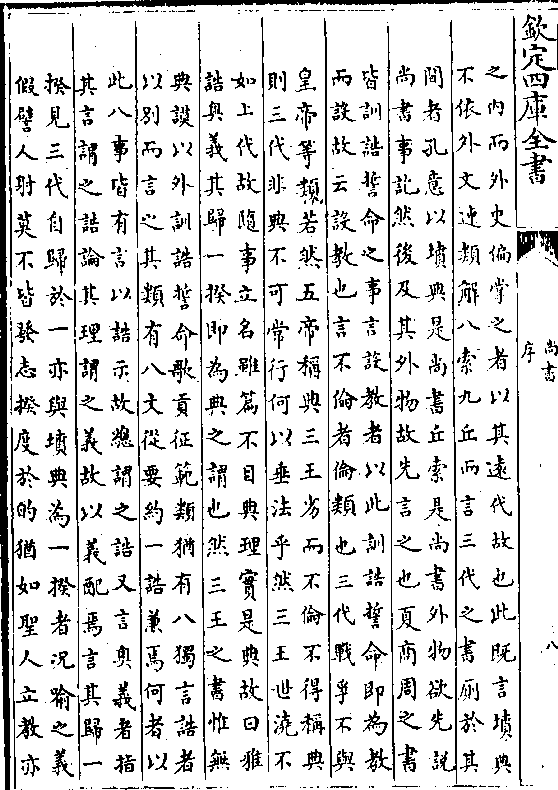 欽定四庫全書
尚書
序
八
之内而外史偏掌之者以其遠代故也此既言墳典
不依外文連類解八索九丘而言三代之書廁於其
間者孔意以墳典是尚書丘索是尚書外物欲先說
尚書事訖然後及其外物故先言之也夏商周之書
皆訓誥誓命之事言設教者以此訓誥誓命即為教
而設故云設教也言不倫者倫類也三代戰爭不與
皇帝等類若然五帝稱典三王劣而不倫不得稱典
則三代非典不可常行何以垂法乎然三王世澆不
如上代故隨事立名雖篇不目典理實是典故曰雅
誥奥義其歸一揆即為典之謂也然三王之書惟無
典謨以外訓誥誓命歌貢征範類猶有八獨言誥者
以别而言之其類有八文從要約一誥兼焉何者以
此八事皆有言以誥示故總謂之誥又言奥義者指
其言謂之誥論其理謂之義故以義配焉言其歸一
揆見三代自歸於一亦與墳典為一揆者况喻之義
假譬人射莫不皆發志揆度於的猶如聖人立教亦